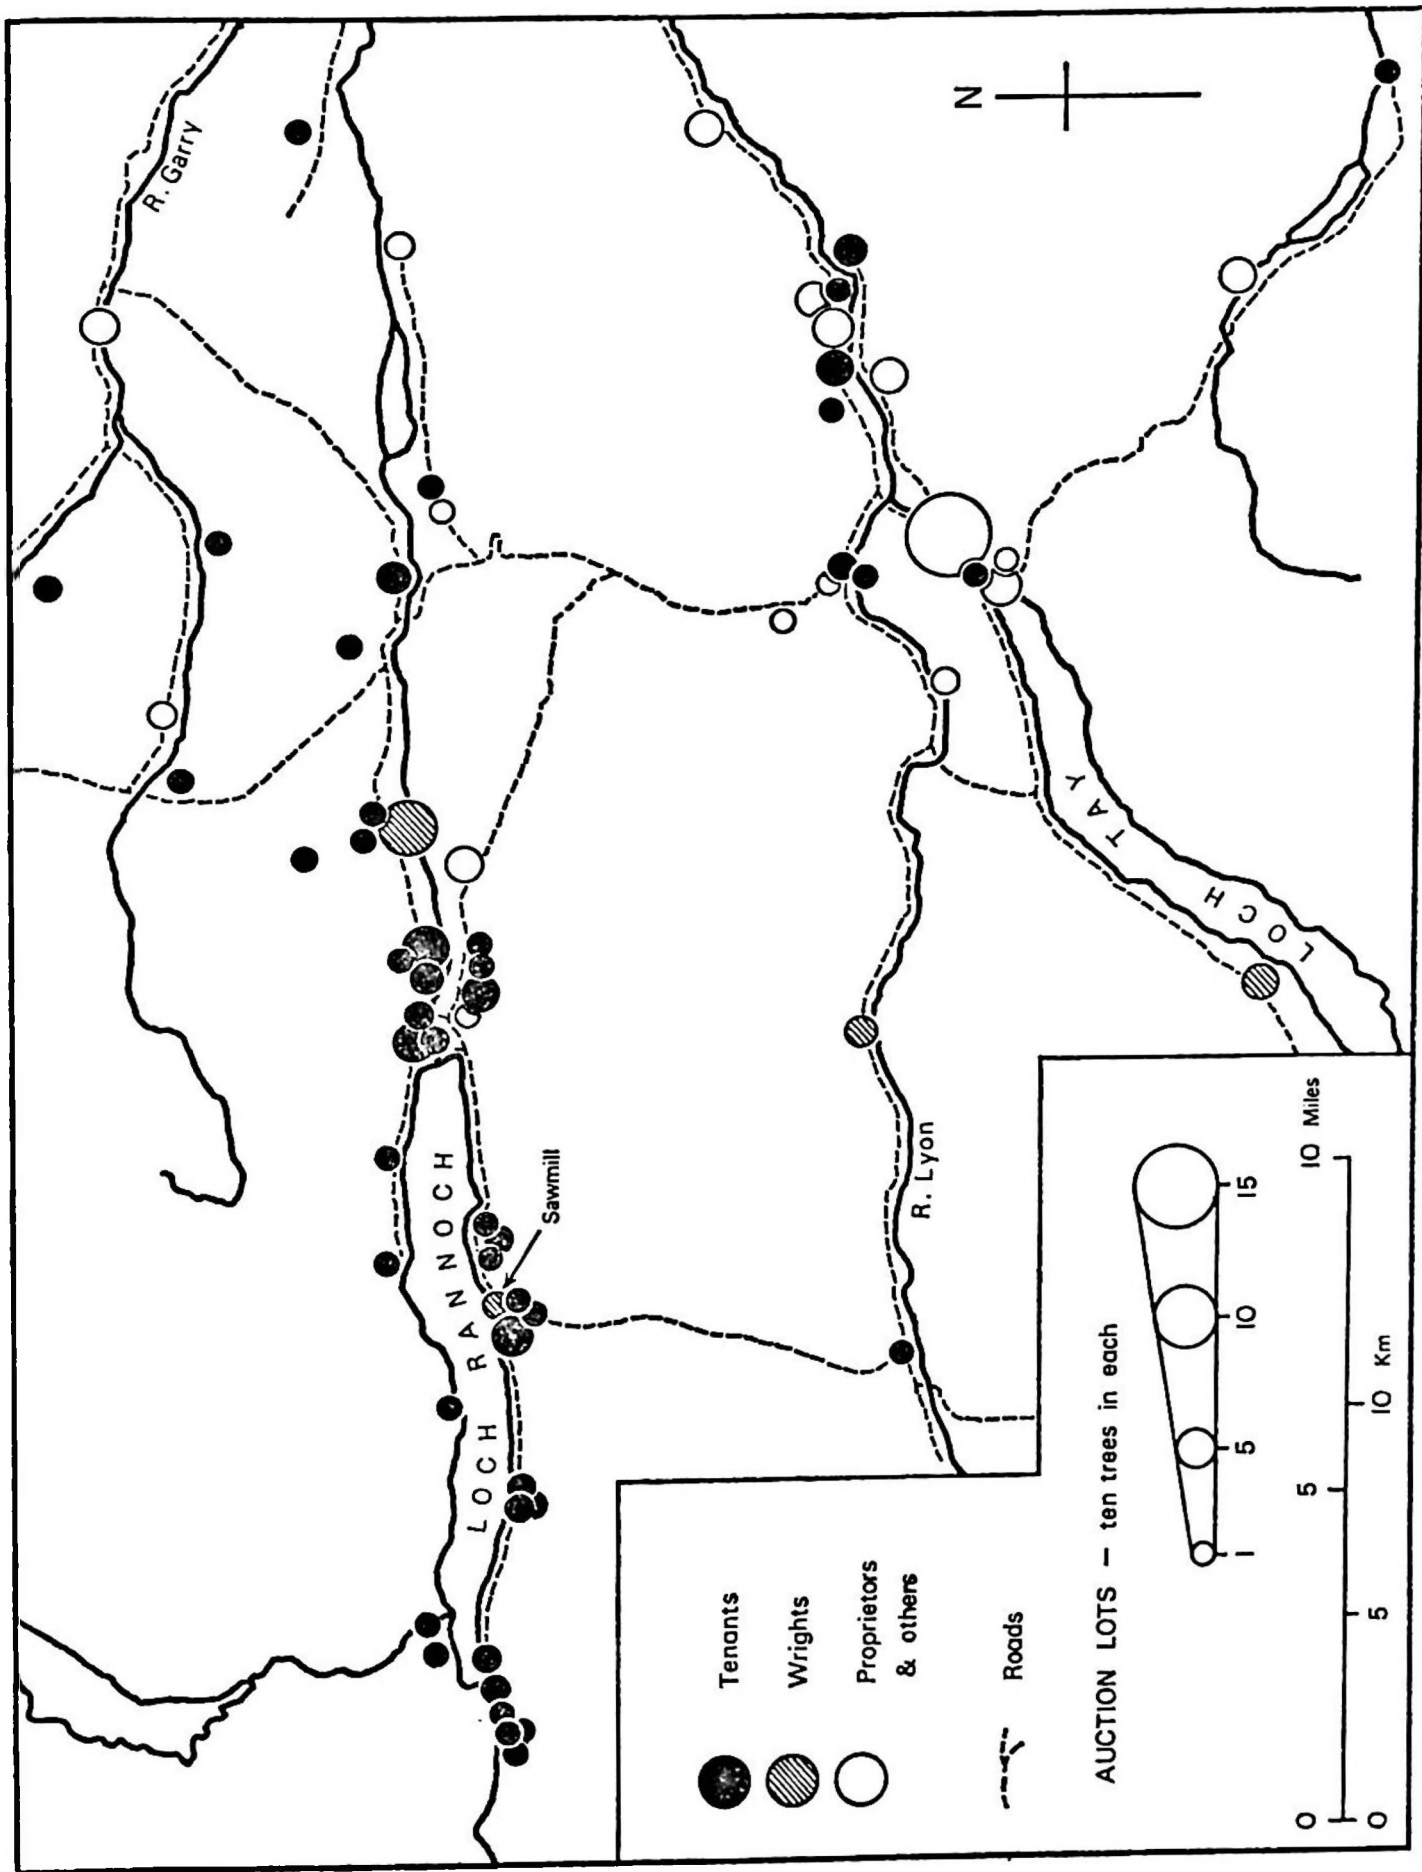 R. Garry
N
LOCH RANNOCH
Sawmill
LOCH TAY
R. Lyon
Tenants
Wrights
Proprietors
& others
Roads
AUCTION LOTS — ten trees in each
1 5 10 15
0 5 10 Miles
0 5 10 Km